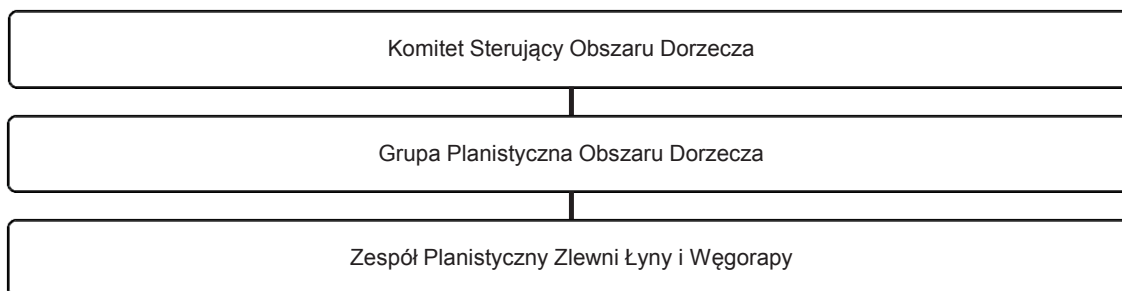 Komitet Sterujący Obszaru Dorzecza
Grupa Planistyczna Obszaru Dorzecza
Zespół Planistyczny Zlewni Łyny i Węgorapy